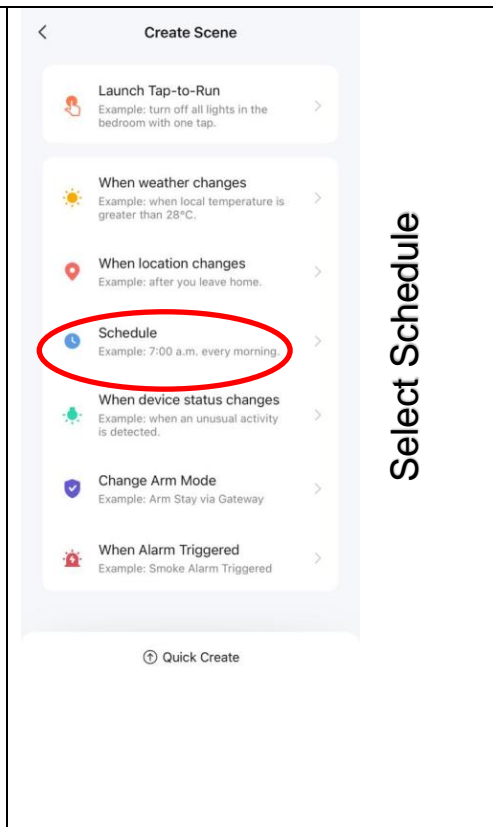 Create Scene
Launch Tap-to-Run
Example: turn off all lights in the
bedroom with one tap.
When weather changes
Example: when local temperature is
greater than 28°C.
When location changes
Example: after you leave home.
Schedule
Example: 7:00 a.m. every morning.
When device status changes
Example: when an unusual activity
is detected.
Change Arm Mode
Example: Arm Stay via Gateway
When Alarm Triggered
Example: Smoke Alarm Triggered
Quick Create
Select Schedule